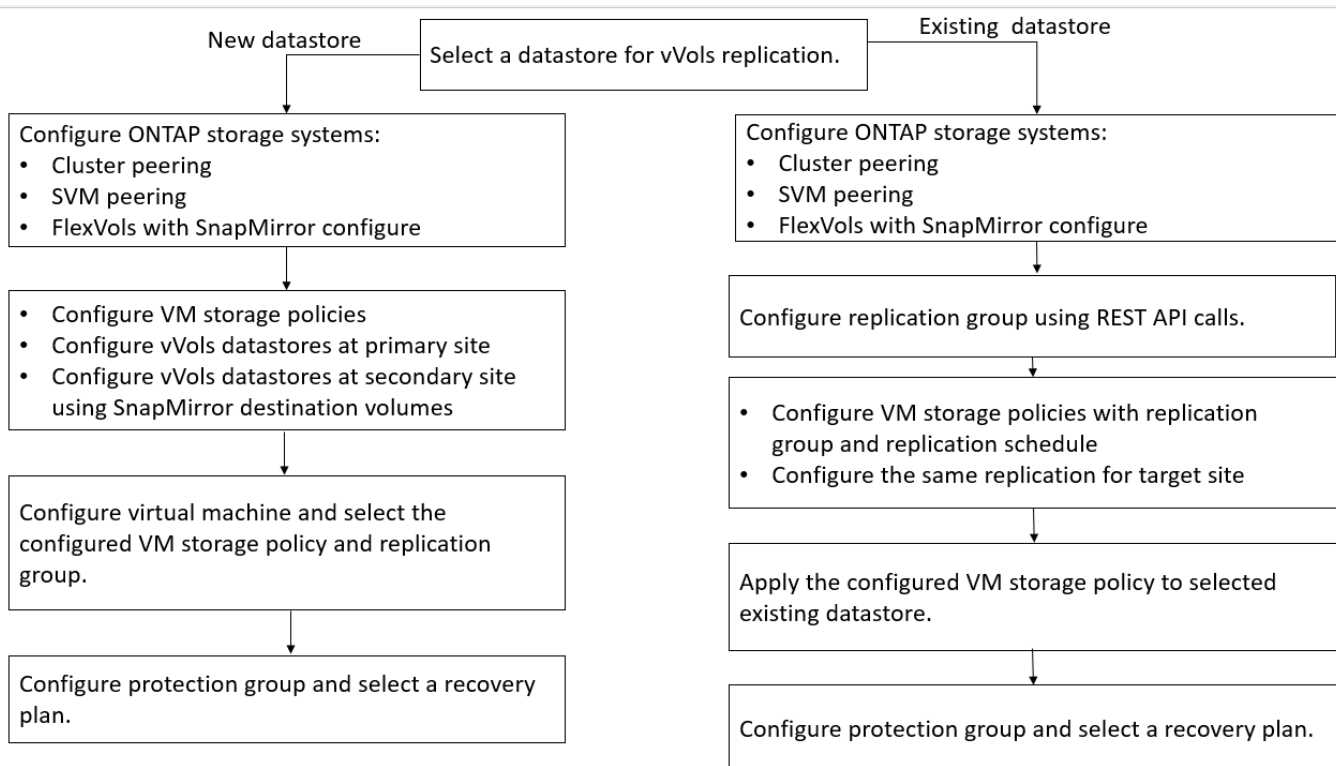 New datastore
Select a datastore for vVols replication.
Existing datastore
Configure ONTAP storage systems:
• Cluster peering
• SVM peering
• FlexVols with SnapMirror configure
• Configure VM storage policies
• Configure vVols datastores at primary site
• Configure vVols datastores at secondary site
using SnapMirror destination volumes
Configure virtual machine and select the
configured VM storage policy and replication
group.
Configure protection group and select a recovery
plan.
Configure ONTAP storage systems:
• Cluster peering
• SVM peering
• FlexVols with SnapMirror configure
Configure replication group using REST API calls.
• Configure VM storage policies with replication
group and replication schedule
• Configure the same replication for target site
Apply the configured VM storage policy to selected
existing datastore.
Configure protection group and select a recovery plan.